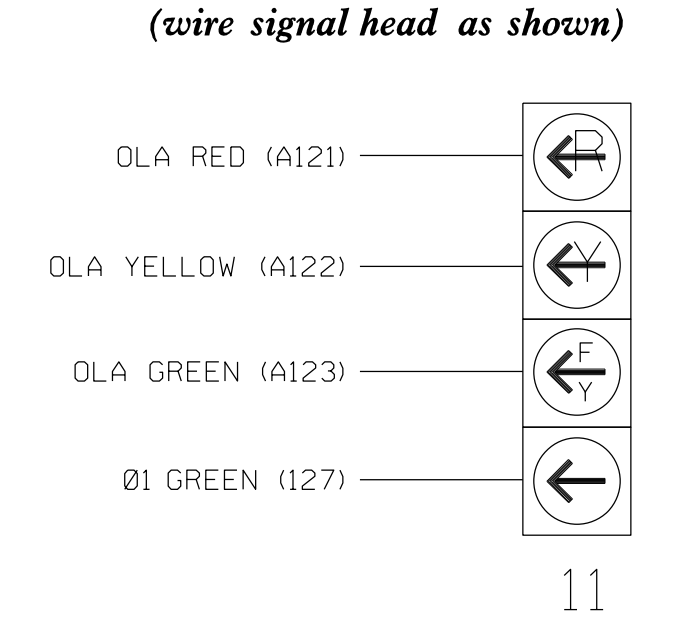 (wire signal head as shown)
OLA RED (A121)
R
OLA YELLOW (A122)
Y
OLA GREEN (A123)
F
Y
Ø1 GREEN (127)
11